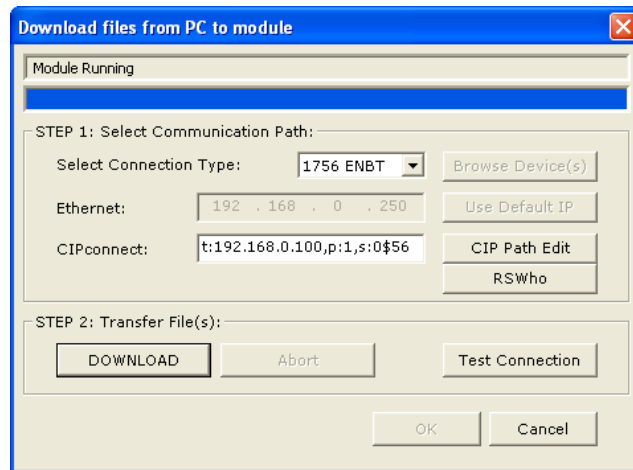 Download files from PC to module
Module Running
STEP 1: Select Communication Path:
Select Connection Type: 1756 ENBT Browse Device(s)
Ethernet: 192 . 168 . 0 . 250 Use Default IP
CIPconnect: t:192.168.0.100,p:1,s:0$56 CIP Path Edit
RSWho
STEP 2: Transfer File(s):
DOWNLOAD Abort Test Connection
OK Cancel